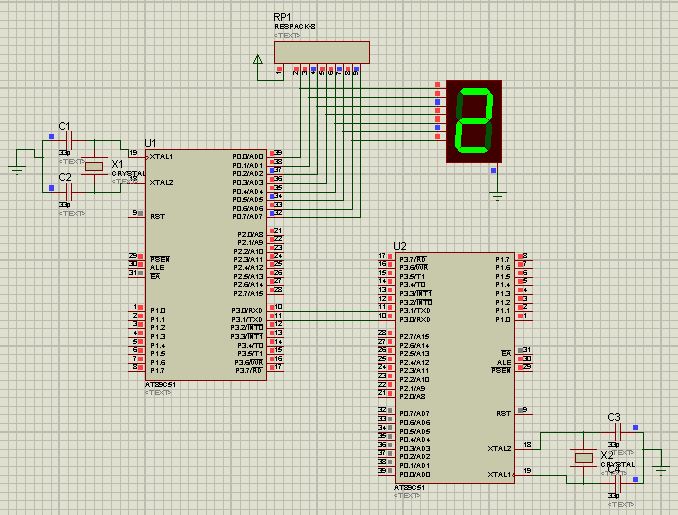 RP1
RESPACK-8
<TEXT>
1 2 3 4 5 6 7 8 9
2
C1
33p
<TEXT>
X1
CRYSTAL
<TEXT>
C2
33p
<TEXT>
U1
19 XTAL1
18 XTAL2
9 RST
29 PSEN
30 ALE
31 EA
1 P1.0
2 P1.1
3 P1.2
4 P1.3
5 P1.4
6 P1.5
7 P1.6
8 P1.7
P0.0/AD0 39
P0.1/AD1 38
P0.2/AD2 37
P0.3/AD3 36
P0.4/AD4 35
P0.5/AD5 34
P0.6/AD6 33
P0.7/AD7 32
P2.0/A8 21
P2.1/A9 22
P2.2/A10 23
P2.3/A11 24
P2.4/A12 25
P2.5/A13 26
P2.6/A14 27
P2.7/A15 28
P3.0/RXD 10
P3.1/TXD 11
P3.2/INT0 12
P3.3/INT1 13
P3.4/T0 14
P3.5/T1 15
P3.6/WR 16
P3.7/RD 17
AT89C51
<TEXT>
U2
17 P3.7/RD
16 P3.6/WR
15 P3.5/T1
14 P3.4/T0
13 P3.3/INT1
12 P3.2/INT0
11 P3.1/TXD
10 P3.0/RXD
28 P2.7/A15
27 P2.6/A14
26 P2.5/A13
25 P2.4/A12
24 P2.3/A11
23 P2.2/A10
22 P2.1/A9
21 P2.0/A8
32 P0.7/AD7
33 P0.6/AD6
34 P0.5/AD5
35 P0.4/AD4
36 P0.3/AD3
37 P0.2/AD2
38 P0.1/AD1
39 P0.0/AD0
P1.7 8
P1.6 7
P1.5 6
P1.4 5
P1.3 4
P1.2 3
P1.1 2
P1.0 1
EA 31
ALE 30
PSEN 29
RST 9
XTAL2 18
XTAL1 19
AT89C51
<TEXT>
C3
33p
<TEXT>
X2
CRYSTAL
<TEXT>
C4
33p
<TEXT>